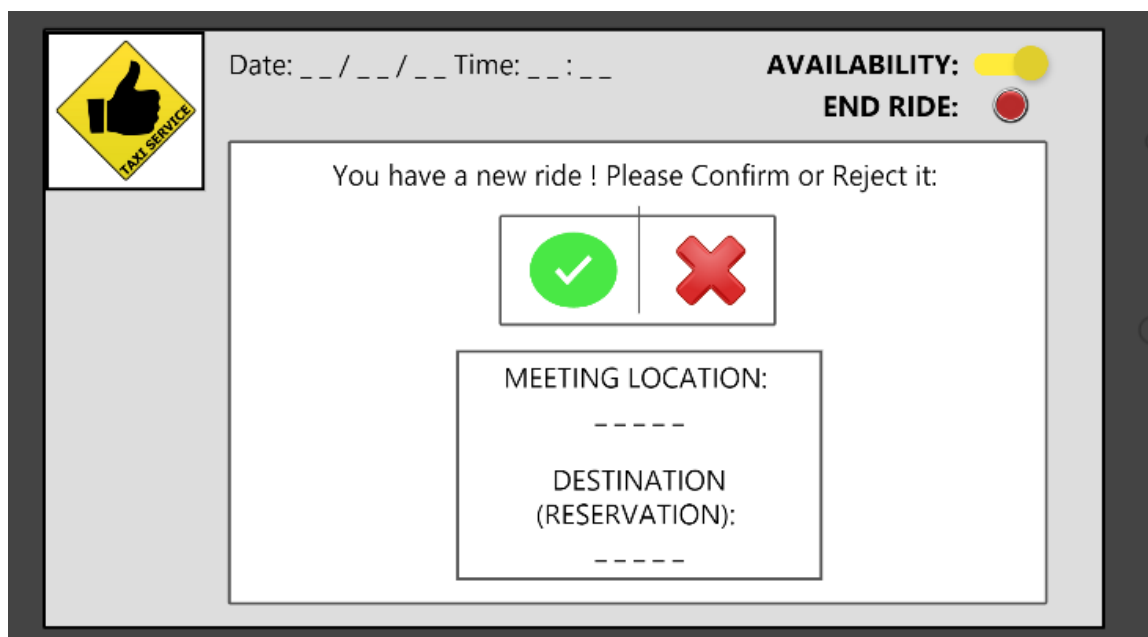 Date: _ _ / _ _ / _ _ Time: _ _ : _ _
AVAILABILITY:
END RIDE:
TAXI SERVICE
You have a new ride ! Please Confirm or Reject it:
MEETING LOCATION:
_ _ _ _ _
DESTINATION
(RESERVATION):
_ _ _ _ _